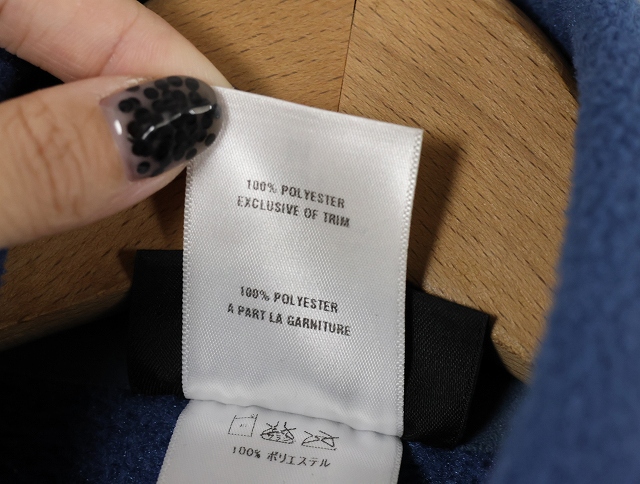 100% POLYESTER
EXCLUSIVE OF TRIM
100% POLYESTER
A PART LA GARNITURE
100% ポリエステル